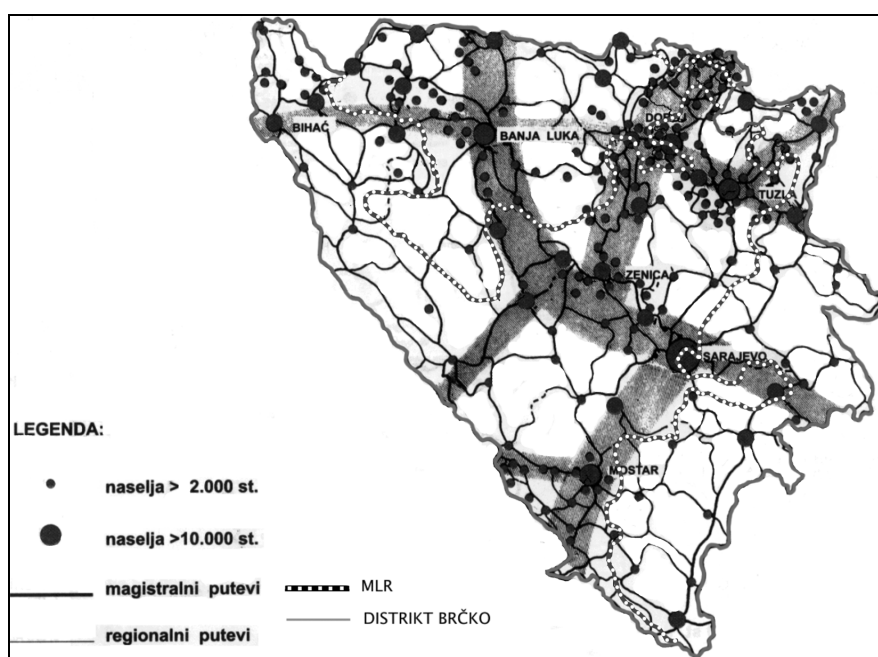 DOBOJ
BIHAĆ
BANJA LUKA
TUZLA
ZENICA
SARAJEVO
MOSTAR
LEGENDA:
naselja > 2.000 st.
naselja >10.000 st.
magistralni putevi
regionalni putevi
MLR
DISTRIKT BRČKO